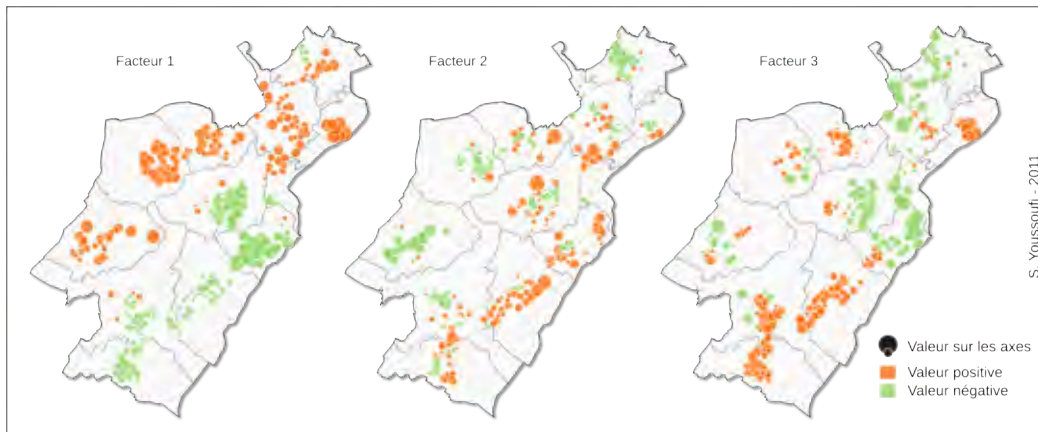 Facteur 1
Facteur 2
Facteur 3
S. Youssoufi - 2011
Valeur sur les axes
Valeur positive
Valeur négative